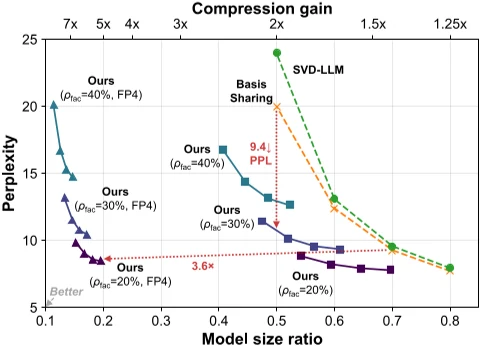 Compression gain
7x 5x 4x 3x 2x 1.5x 1.25x
25
20
15
10
5
Perplexity
Ours
(ρfac=40%, FP4)
Basis
Sharing
SVD-LLM
9.4↓
PPL
Ours
(ρfac=40%)
Ours
(ρfac=30%, FP4)
Ours
(ρfac=30%)
3.6×
Ours
(ρfac=20%, FP4)
Ours
(ρfac=20%)
Better
0.1 0.2 0.3 0.4 0.5 0.6 0.7 0.8
Model size ratio